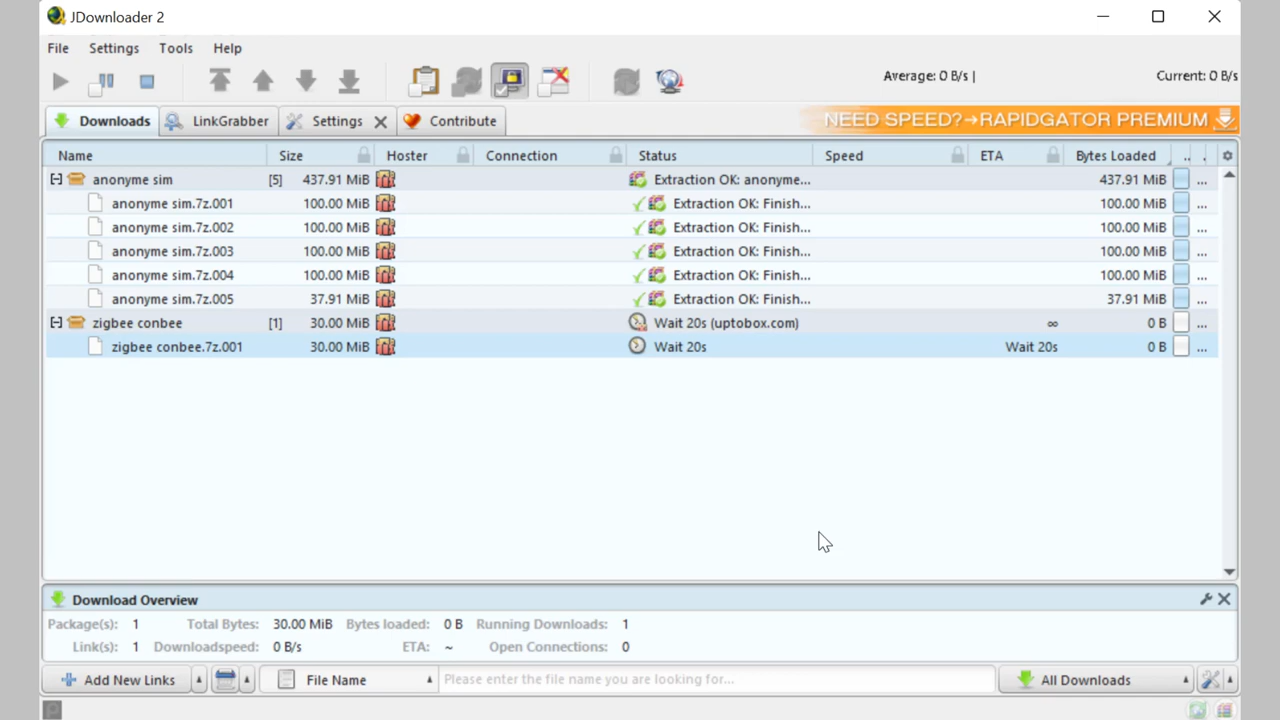 JDownloader 2
File Settings Tools Help
Average: 0 B/s | Current: 0 B/s
Downloads LinkGrabber Settings Contribute NEED SPEED?→RAPIDGATOR PREMIUM
Name Size Hoster Connection Status Speed ETA Bytes Loaded .. .
anonyme sim [5] 437.91 MiB Extraction OK: anonyme... 437.91 MiB ...
anonyme sim.7z.001 100.00 MiB Extraction OK: Finish... 100.00 MiB ...
anonyme sim.7z.002 100.00 MiB Extraction OK: Finish... 100.00 MiB ...
anonyme sim.7z.003 100.00 MiB Extraction OK: Finish... 100.00 MiB ...
anonyme sim.7z.004 100.00 MiB Extraction OK: Finish... 100.00 MiB ...
anonyme sim.7z.005 37.91 MiB Extraction OK: Finish... 37.91 MiB ...
zigbee conbee [1] 30.00 MiB Wait 20s (uptobox.com) ∞ 0 B ...
zigbee conbee.7z.001 30.00 MiB Wait 20s Wait 20s 0 B ...
Download Overview
Package(s): 1 Total Bytes: 30.00 MiB Bytes loaded: 0 B Running Downloads: 1
Link(s): 1 Downloadspeed: 0 B/s ETA: ~ Open Connections: 0
Add New Links File Name Please enter the file name you are looking for... All Downloads